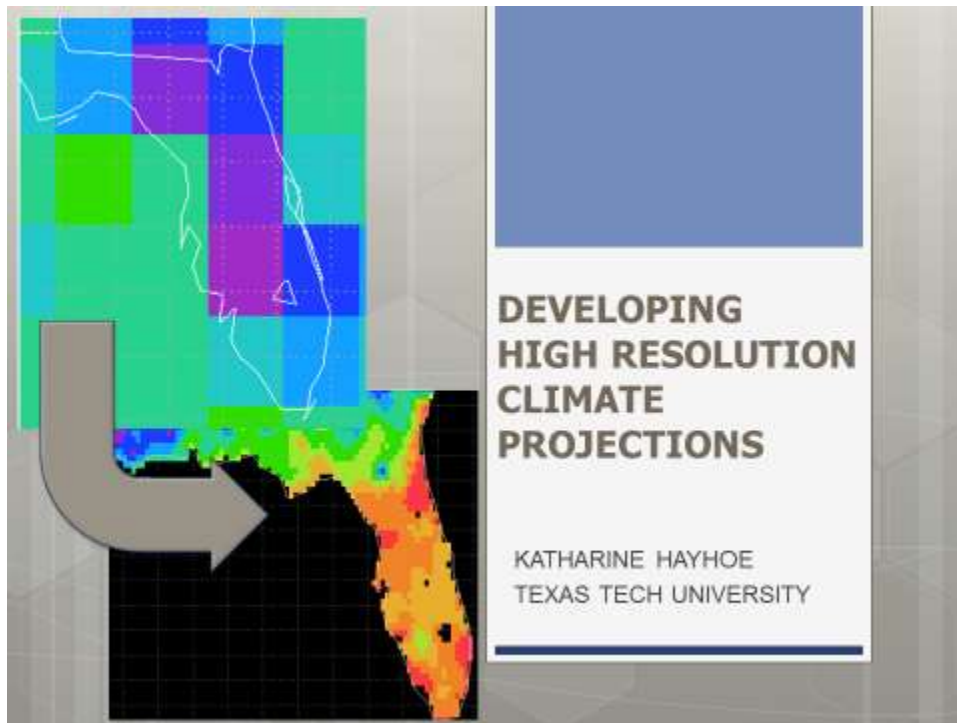 DEVELOPING
HIGH RESOLUTION
CLIMATE
PROJECTIONS
KATHARINE HAYHOE
TEXAS TECH UNIVERSITY